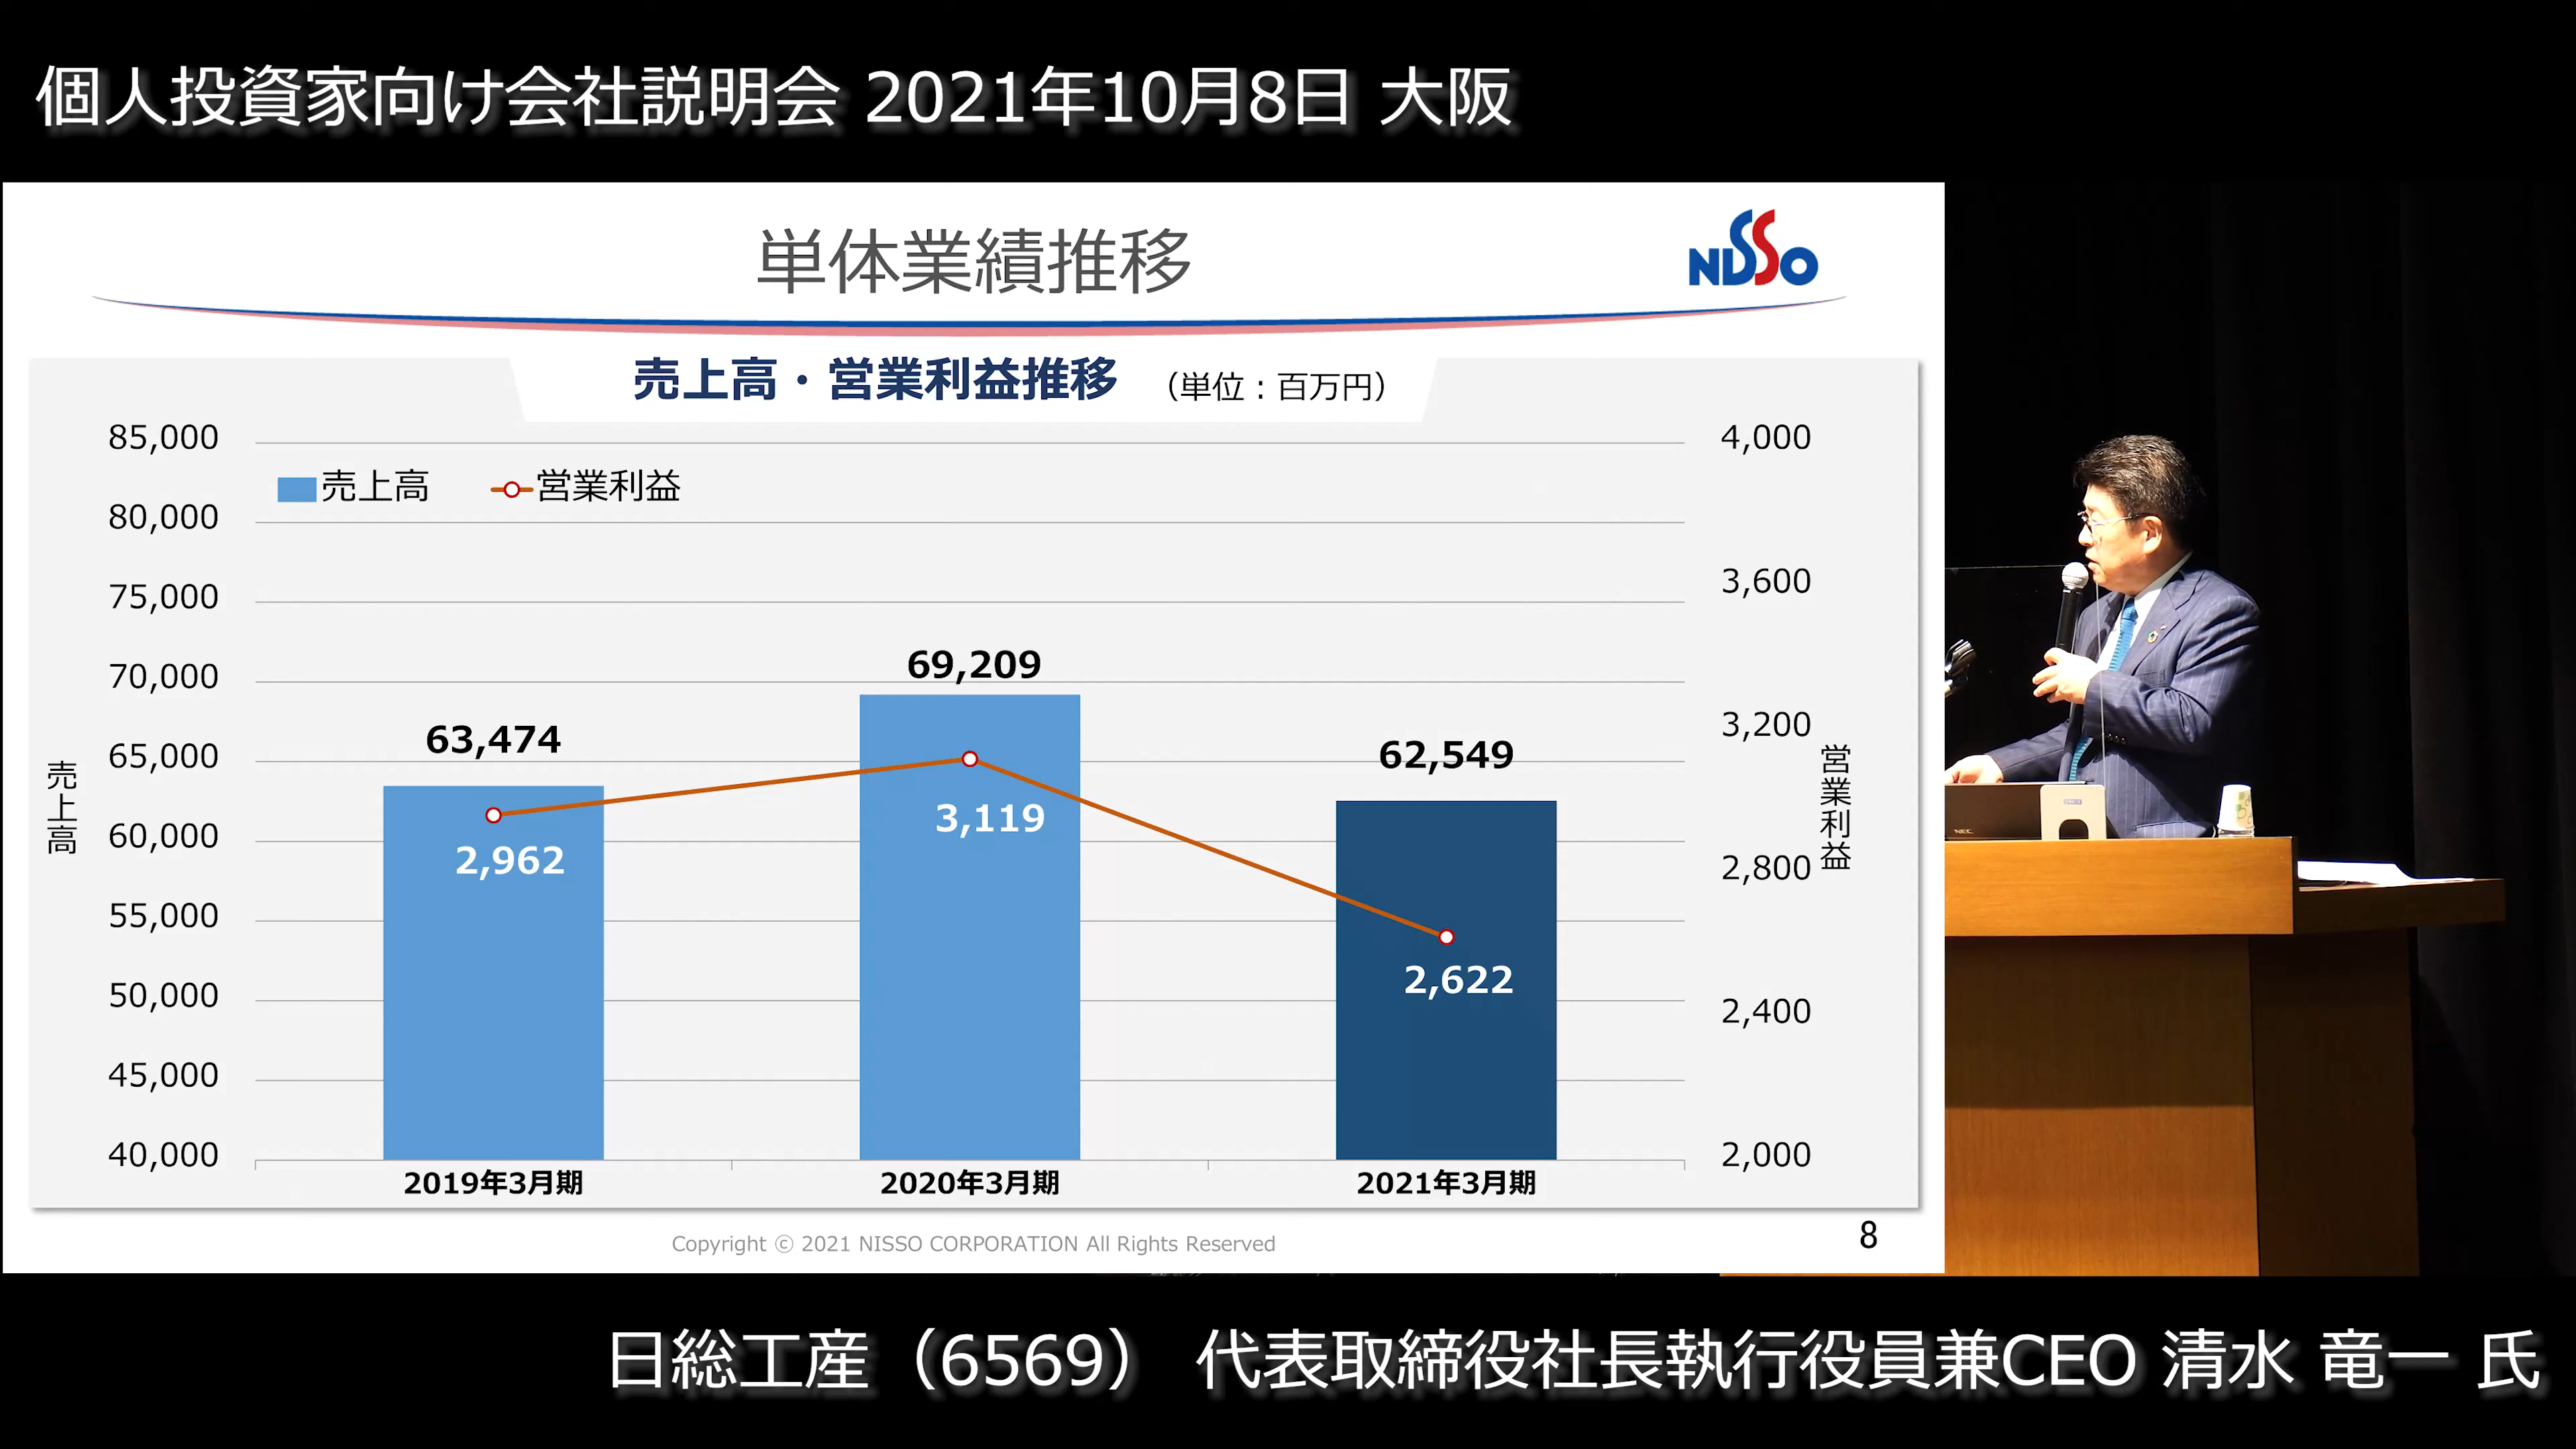 個人投資家向け会社説明会 2021年10月8日 大阪
単体業績推移
NISSO
売上高・営業利益推移 （単位：百万円）
売上高 営業利益
85,000
80,000
75,000
70,000
65,000
60,000
55,000
50,000
45,000
40,000
売上高
4,000
3,600
3,200
2,800
2,400
2,000
営業利益
63,474
69,209
62,549
2,962
3,119
2,622
2019年3月期 2020年3月期 2021年3月期
Copyright © 2021 NISSO CORPORATION All Rights Reserved
8
NEC
日総工産（6569） 代表取締役社長執行役員兼CEO 清水 竜一 氏